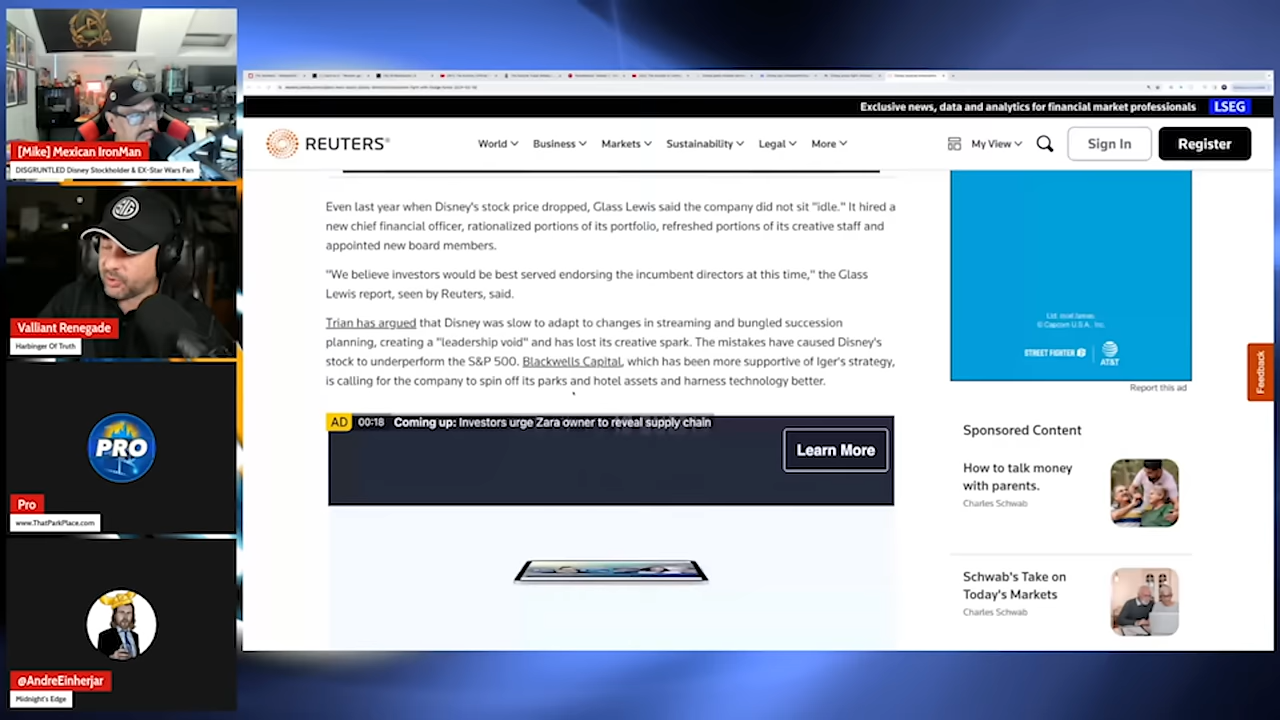 [Mike] Mexican IronMan
DISGRUNTLED Disney Stockholder & EX-Star Wars Fan
SIG
Valliant Renegade
Harbinger Of Truth
PRO
Pro
www.ThatParkPlace.com
@AndreEinherjar
Midnight's Edge
Exclusive news, data and analytics for financial market professionals LSEG
REUTERS®
World Business Markets Sustainability Legal More
My View Sign In Register
Even last year when Disney's stock price dropped, Glass Lewis said the company did not sit "idle." It hired a
new chief financial officer, rationalized portions of its portfolio, refreshed portions of its creative staff and
appointed new board members.
"We believe investors would be best served endorsing the incumbent directors at this time," the Glass
Lewis report, seen by Reuters, said.
Trian has argued that Disney was slow to adapt to changes in streaming and bungled succession
planning, creating a "leadership void" and has lost its creative spark. The mistakes have caused Disney's
stock to underperform the S&P 500. Blackwells Capital, which has been more supportive of Iger's strategy,
is calling for the company to spin off its parks and hotel assets and harness technology better.
AD 00:18 Coming up: Investors urge Zara owner to reveal supply chain
Learn More
© Capcom U.S.A., Inc.
STREET FIGHTER 6 AT&T
Report this ad
Feedback
Sponsored Content
How to talk money
with parents.
Charles Schwab
Schwab's Take on
Today's Markets
Charles Schwab